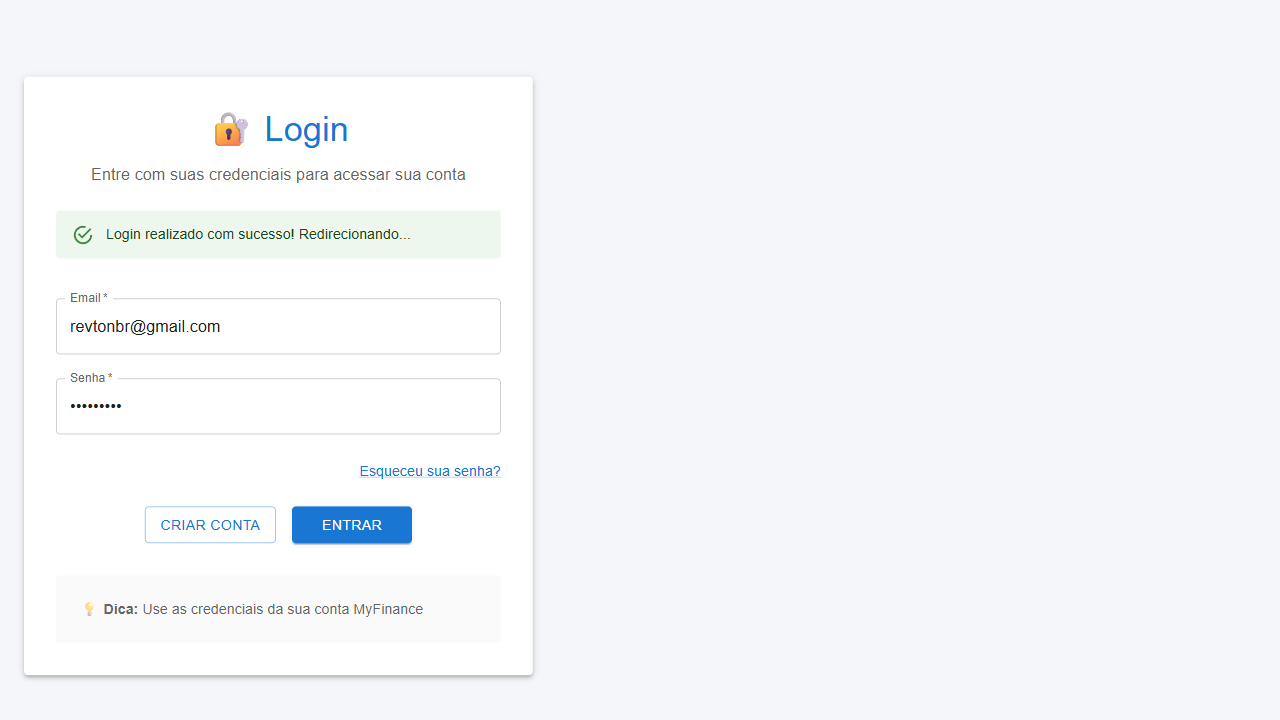 Login
Entre com suas credenciais para acessar sua conta
Login realizado com sucesso! Redirecionando...
Email *
revtonbr@gmail.com
Senha *
•••••••••
Esqueceu sua senha?
CRIAR CONTA ENTRAR
Dica: Use as credenciais da sua conta MyFinance